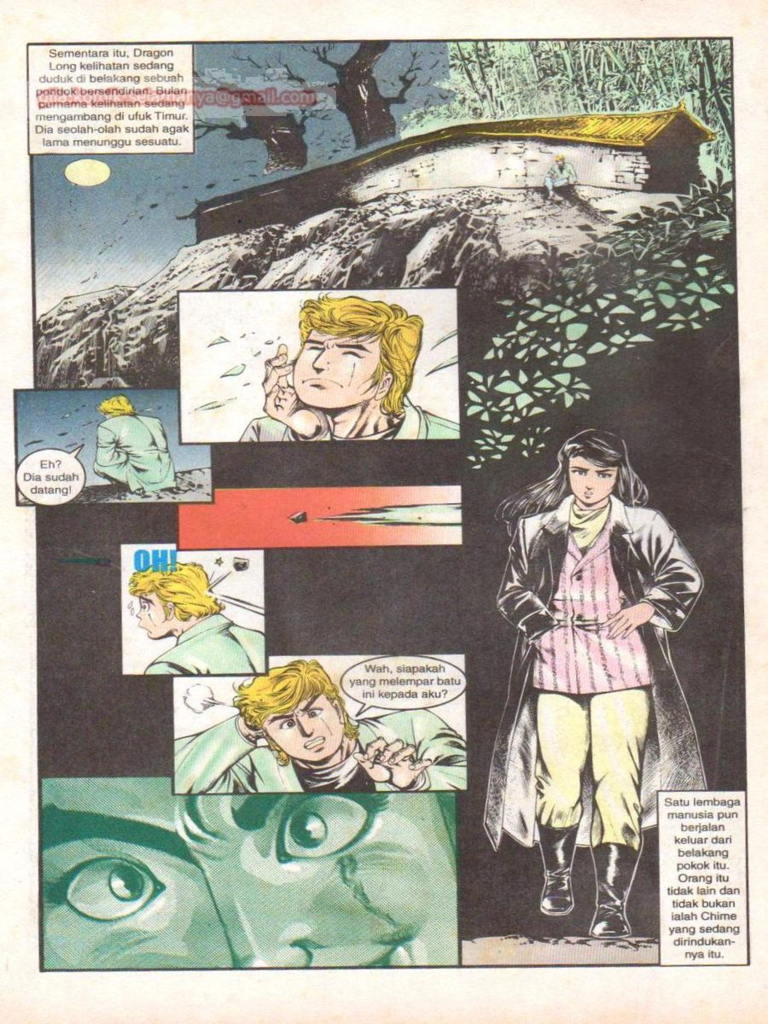 Sementara itu, Dragon
Long kelihatan sedang
duduk di belakang sebuah
pondok bersendirian. Bulan
purnama kelihatan sedang
mengambang di ufuk Timur.
Dia seolah-olah sudah agak
lama menunggu sesuatu.
nya@gmail.com
Eh?
Dia sudah
datang!
OH!
Wah, siapakah
yang melempar batu
ini kepada aku?
Satu lembaga
manusia pun
berjalan
keluar dari
belakang
pokok itu.
Orang itu
tidak lain dan
tidak bukan
ialah Chime
yang sedang
dirindukan-
nya itu.